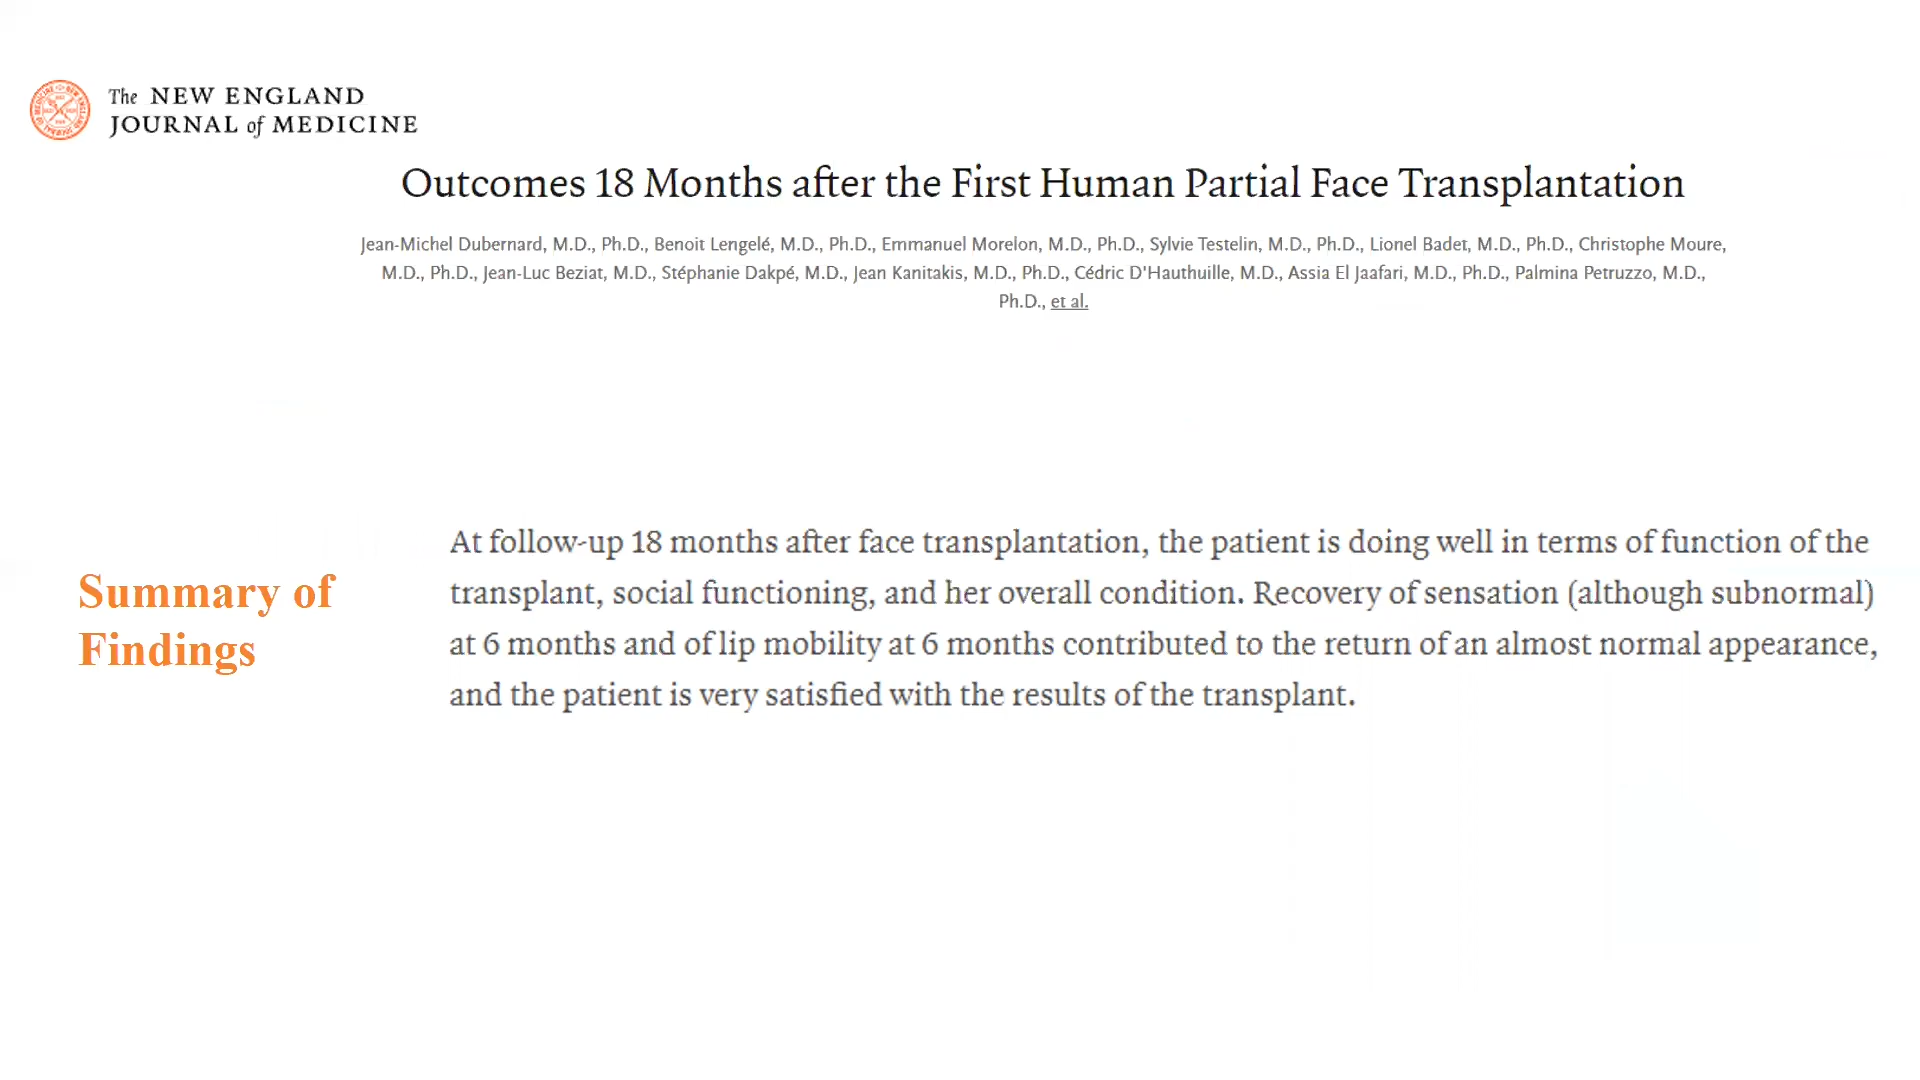 The NEW ENGLAND
JOURNAL of MEDICINE
Outcomes 18 Months after the First Human Partial Face Transplantation
Jean-Michel Dubernard, M.D., Ph.D., Benoit Lengelé, M.D., Ph.D., Emmanuel Morelon, M.D., Ph.D., Sylvie Testelin, M.D., Ph.D., Lionel Badet, M.D., Ph.D., Christophe Moure,
M.D., Ph.D., Jean-Luc Beziat, M.D., Stéphanie Dakpé, M.D., Jean Kanitakis, M.D., Ph.D., Cédric D'Hauthuille, M.D., Assia El Jaafari, M.D., Ph.D., Palmina Petruzzo, M.D.,
Ph.D., et al.
At follow-up 18 months after face transplantation, the patient is doing well in terms of function of the
transplant, social functioning, and her overall condition. Recovery of sensation (although subnormal)
at 6 months and of lip mobility at 6 months contributed to the return of an almost normal appearance,
and the patient is very satisfied with the results of the transplant.
Summary of
Findings